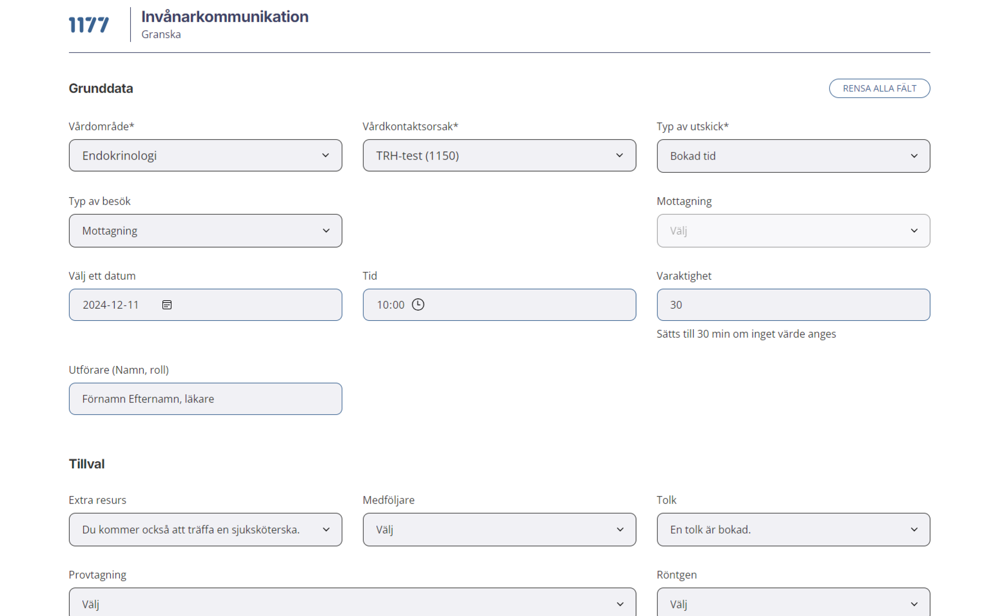 1177
Invånarkommunikation
Granska
Grunddata
RENSA ALLA FÄLT
Vårdområde*
Vårdkontaktsorsak*
Typ av utskick*
Endokrinologi
TRH-test (1150)
Bokad tid
Typ av besök
Mottagning
Mottagning
Välj
Välj ett datum
Tid
Varaktighet
2024-12-11
10:00
30
Sätts till 30 min om inget värde anges
Utförare (Namn, roll)
Förnamn Efternamn, läkare
Tillval
Extra resurs
Medföljare
Tolk
Du kommer också att träffa en sjuksköterska.
Välj
En tolk är bokad.
Provtagning
Röntgen
Välj
Välj